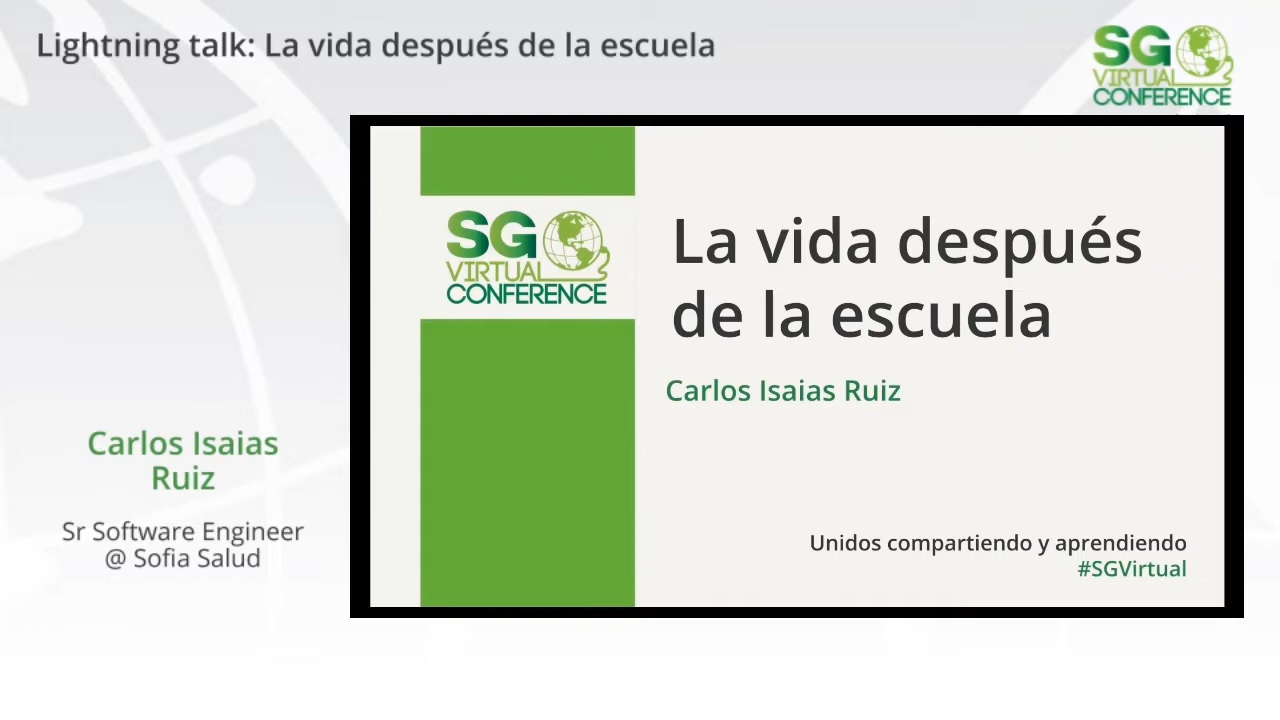 Lightning talk: La vida después de la escuela
SG
VIRTUAL
CONFERENCE
SG
VIRTUAL
CONFERENCE
La vida después
de la escuela
Carlos Isaias Ruiz
Unidos compartiendo y aprendiendo
#SGVirtual
Carlos Isaias
Ruiz
Sr Software Engineer
@ Sofia Salud